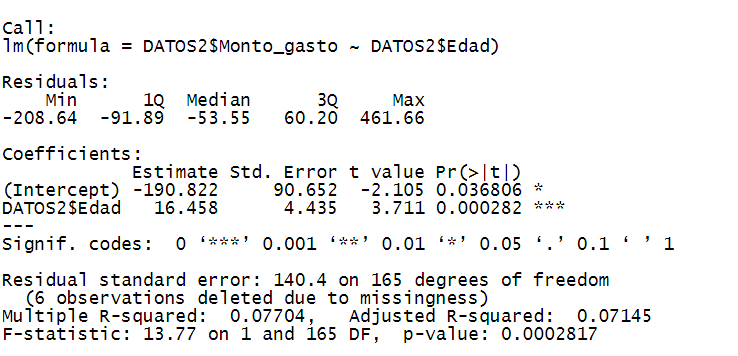 Call:
lm(formula = DATOS2$Monto_gasto ~ DATOS2$Edad)
Residuals:
Min 1Q Median 3Q Max
-208.64 -91.89 -53.55 60.20 461.66
Coefficients:
Estimate Std. Error t value Pr(>|t|)
(Intercept) -190.822 90.652 -2.105 0.036806 *
DATOS2$Edad 16.458 4.435 3.711 0.000282 ***
---
Signif. codes: 0 ‘***’ 0.001 ‘**’ 0.01 ‘*’ 0.05 ‘.’ 0.1 ‘ ’ 1
Residual standard error: 140.4 on 165 degrees of freedom
(6 observations deleted due to missingness)
Multiple R-squared: 0.07704, Adjusted R-squared: 0.07145
F-statistic: 13.77 on 1 and 165 DF, p-value: 0.0002817